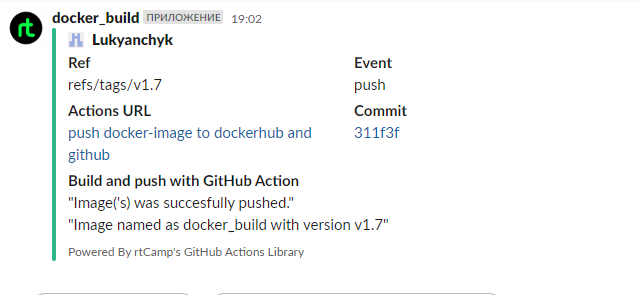 docker_build ПРИЛОЖЕНИЕ 19:02
Lukyanchyk
Ref Event
refs/tags/v1.7 push
Actions URL Commit
push docker-image to dockerhub and 311f3f
github
Build and push with GitHub Action
"Image('s) was succesfully pushed."
"Image named as docker_build with version v1.7"
Powered By rtCamp's GitHub Actions Library